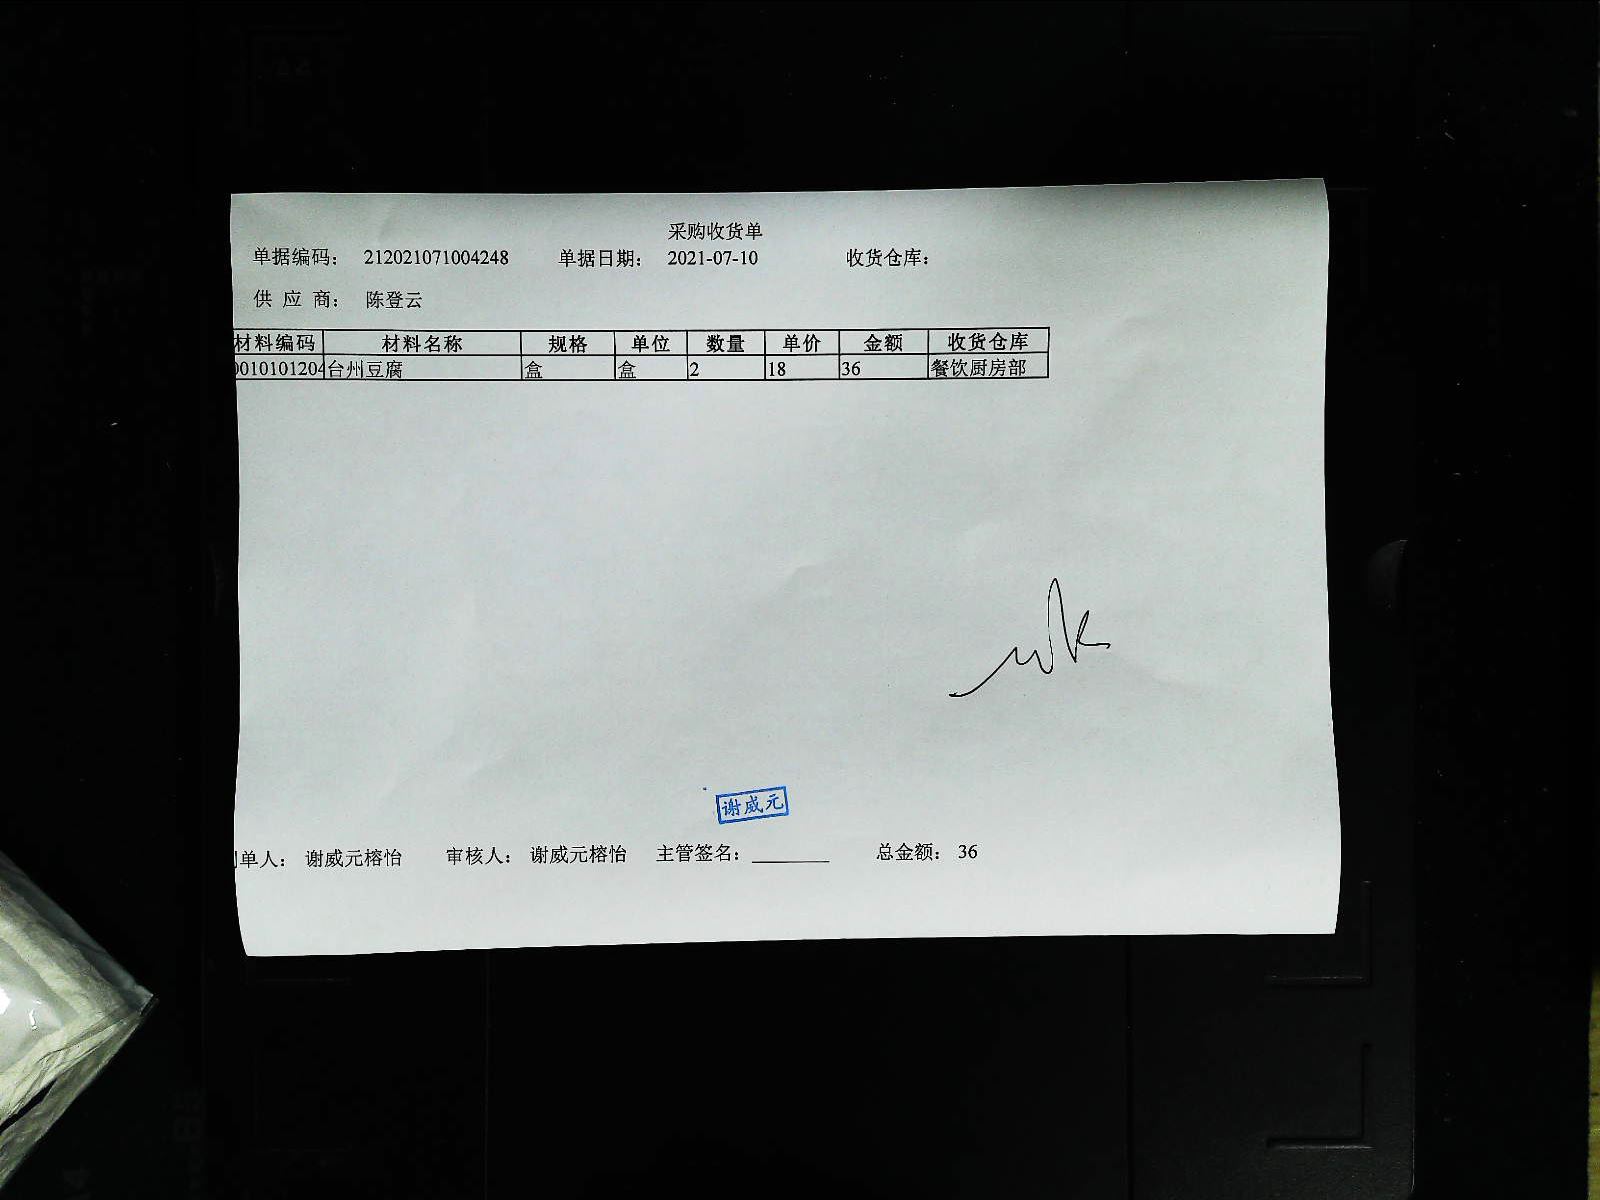 采购收货单
单据编码： 212021071004248 单据日期： 2021-07-10 收货仓库：
供 应 商： 陈登云
材料编码 材料名称 规格 单位 数量 单价 金额 收货仓库
0010101204 台州豆腐 盒 盒 2 18 36 餐饮厨房部
谢威元
单人： 谢威元榕怡 审核人： 谢威元榕怡 主管签名：________ 总金额： 36